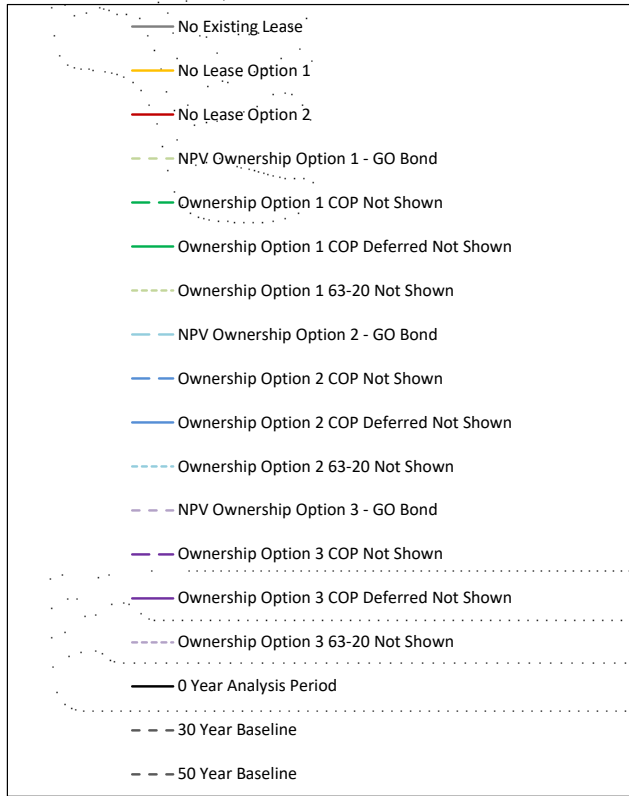 No Existing Lease
No Lease Option 1
No Lease Option 2
NPV Ownership Option 1 - GO Bond
Ownership Option 1 COP Not Shown
Ownership Option 1 COP Deferred Not Shown
Ownership Option 1 63-20 Not Shown
NPV Ownership Option 2 - GO Bond
Ownership Option 2 COP Not Shown
Ownership Option 2 COP Deferred Not Shown
Ownership Option 2 63-20 Not Shown
NPV Ownership Option 3 - GO Bond
Ownership Option 3 COP Not Shown
Ownership Option 3 COP Deferred Not Shown
Ownership Option 3 63-20 Not Shown
0 Year Analysis Period
30 Year Baseline
50 Year Baseline